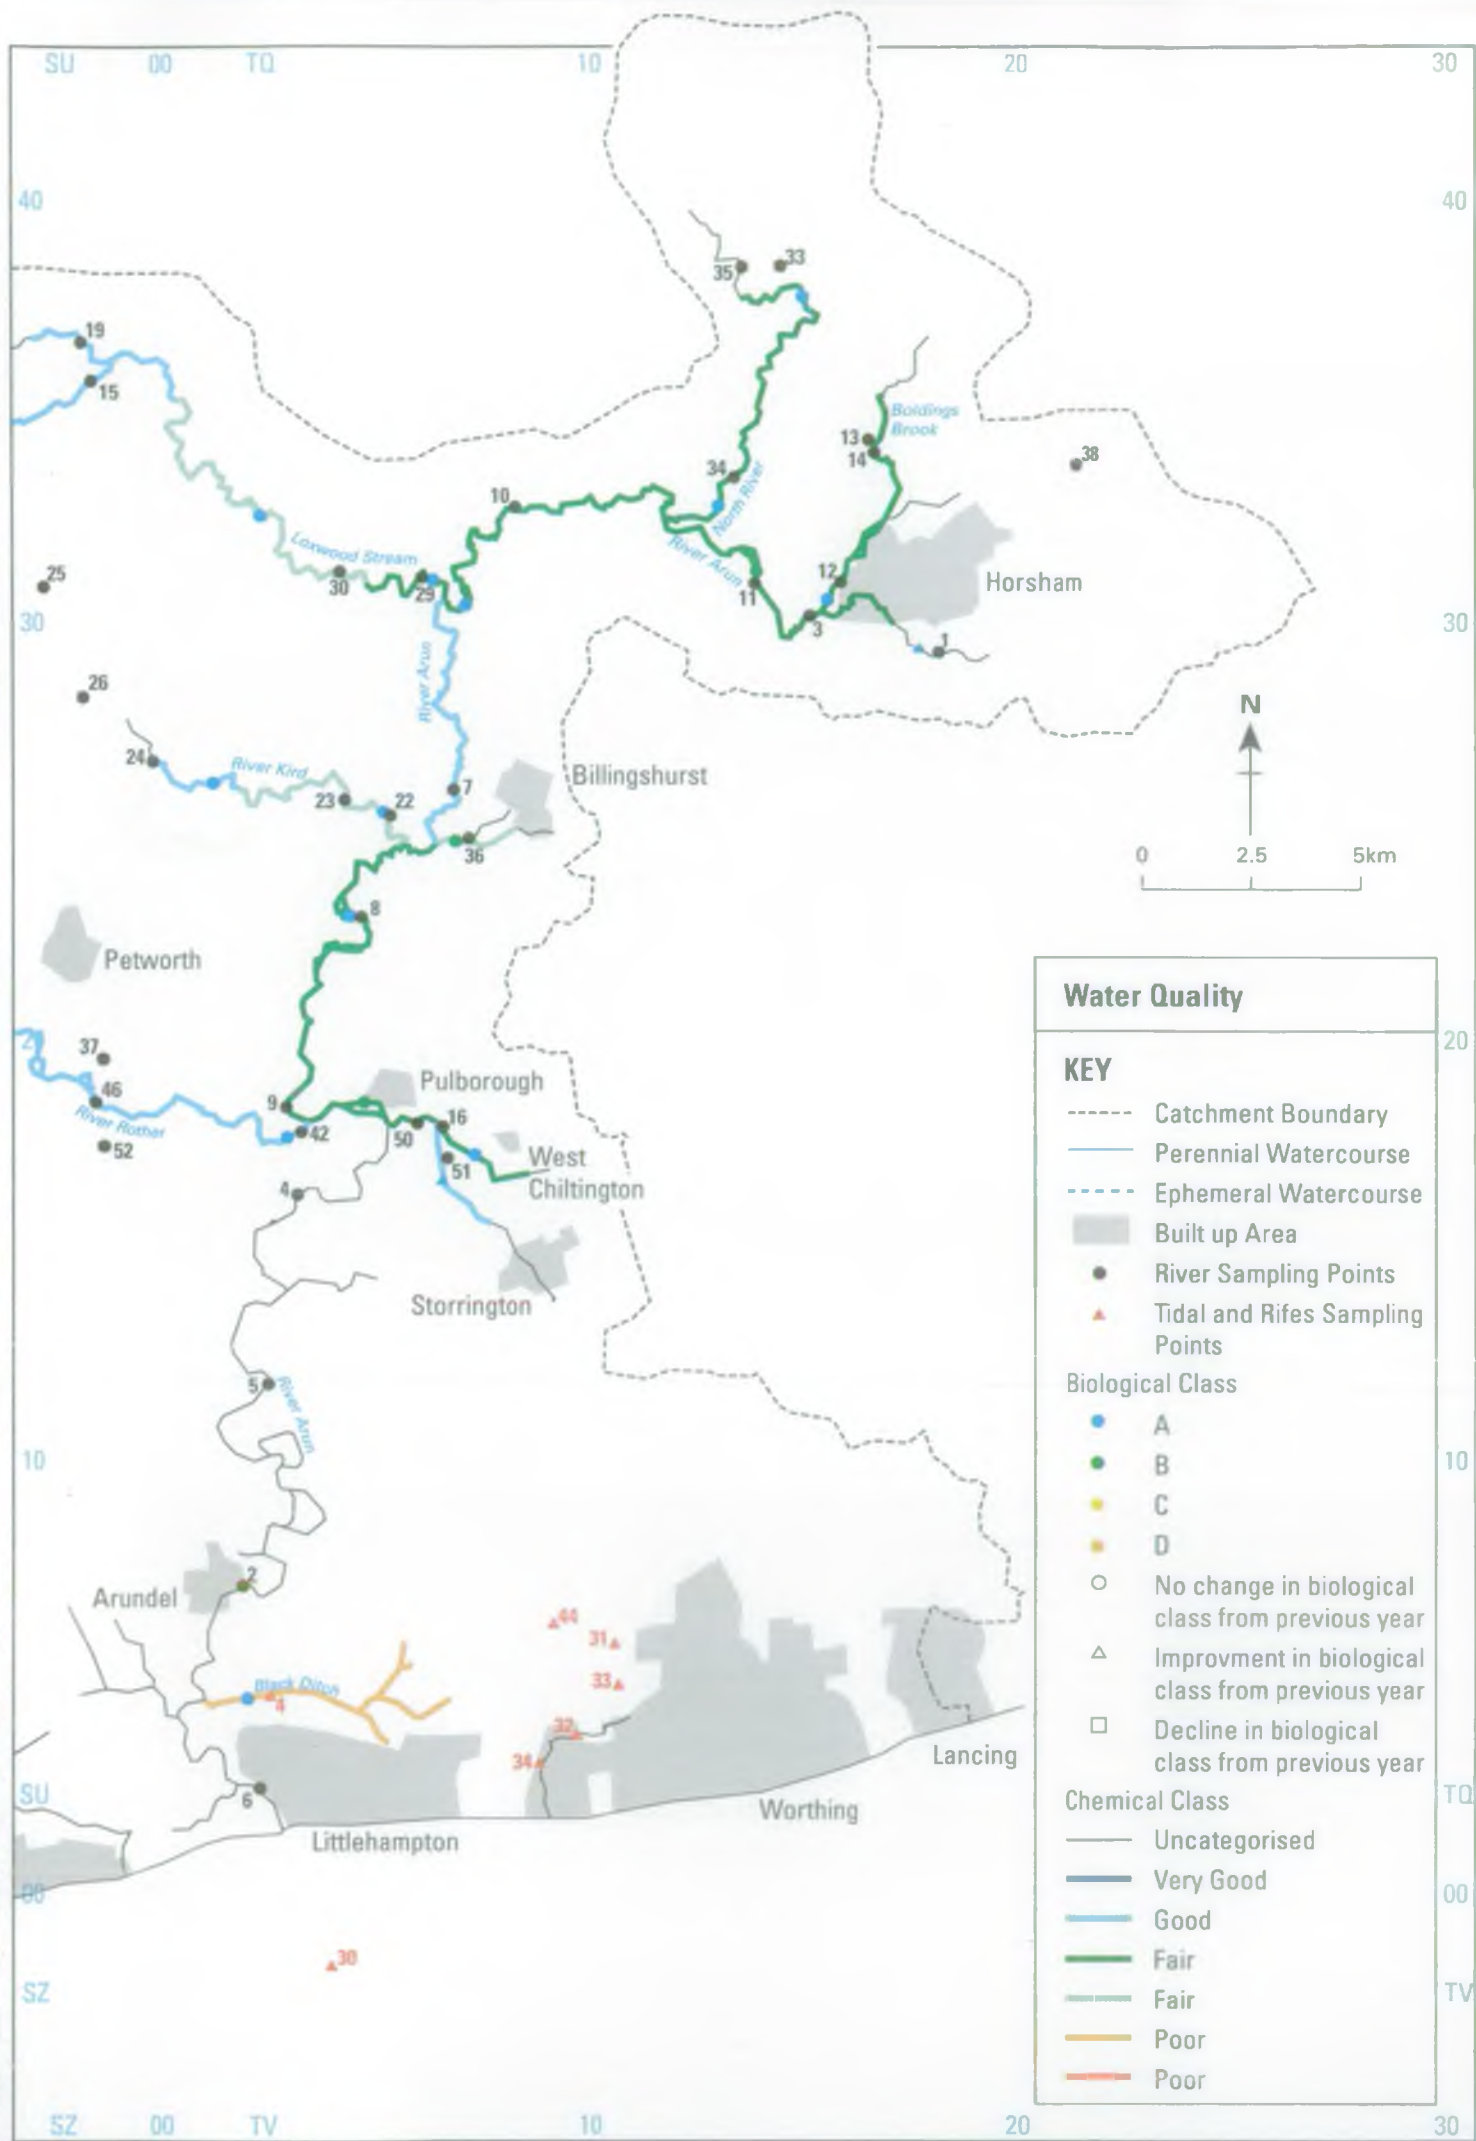 SU 00 TQ 10 20 30
40 40
35 33
19
15
Boldings
Brook
13
14
38
34
North River
10
River Arun
Loxwood Stream
25
30
29
12
Horsham
11
3
1
30 30
River Arun
26
N
24
River Kird
23
22
7
Billingshurst
36
0 2.5 5km
8
Petworth
Water Quality
KEY
Catchment Boundary
Perennial Watercourse
Ephemeral Watercourse
Built up Area
River Sampling Points
Tidal and Rifes Sampling
Points
Biological Class
A
B
C
D
No change in biological
class from previous year
Improvment in biological
class from previous year
Decline in biological
class from previous year
Chemical Class
Uncategorised
Very Good
Good
Fair
Fair
Poor
Poor
20
37
46
River Rother
52
9
42
Pulborough
50
16
51
West
Chiltington
4
Storrington
5
River Arun
10 10
2
Arundel
44
31
33
Black Ditch
4
32
34
Lancing
SU TQ
6
Worthing
Littlehampton
00 00
30
SZ TV
SZ 00 TV 10 20 30